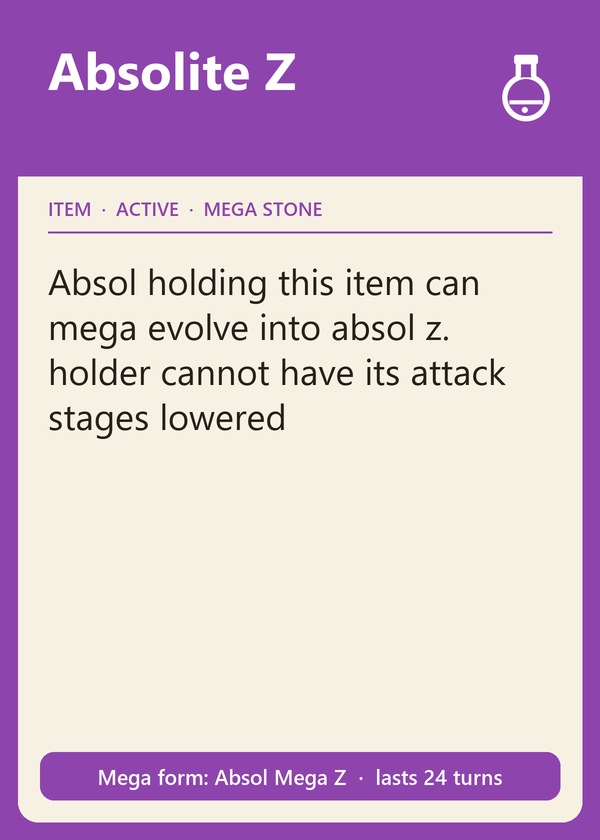 Absolite Z
ITEM · ACTIVE · MEGA STONE
Absol holding this item can
mega evolve into absol z.
holder cannot have its attack
stages lowered
Mega form: Absol Mega Z · lasts 24 turns